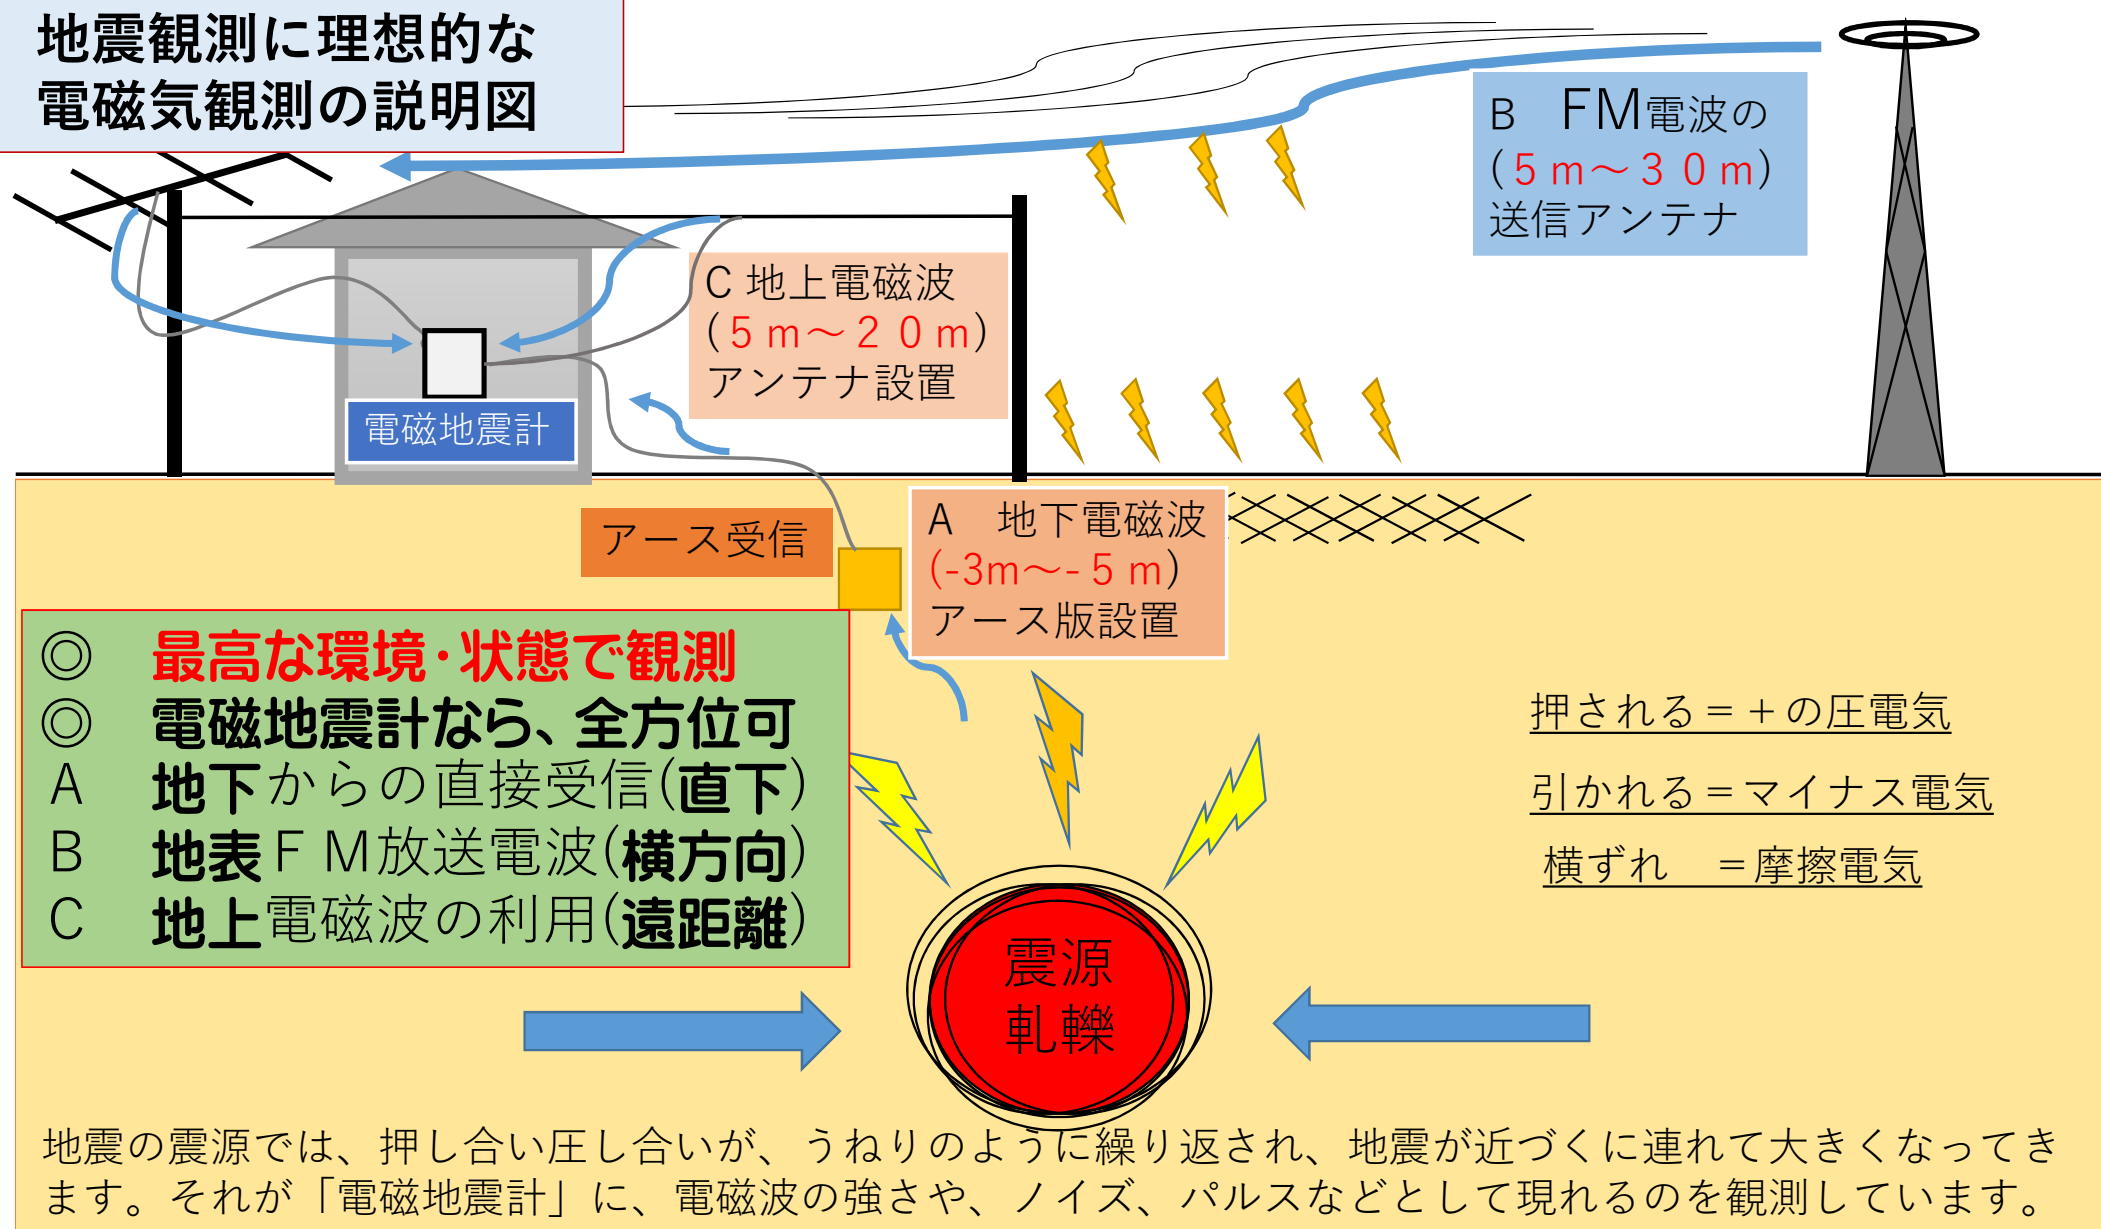 地震観測に理想的な
電磁気観測の説明図
B　FM電波の
(５ｍ～３０ｍ)
送信アンテナ
C 地上電磁波
(５ｍ～２０ｍ)
アンテナ設置
電磁地震計
アース受信
A　地下電磁波
(-3m～-５ｍ)
アース版設置
◎　最高な環境・状態で観測
◎　電磁地震計なら、全方位可
A　地下からの直接受信(直下)
B　地表ＦＭ放送電波(横方向)
C　地上電磁波の利用(遠距離)
押される＝＋の圧電気
引かれる＝マイナス電気
横ずれ　＝摩擦電気
震源
軋轢
地震の震源では、押し合い圧し合いが、うねりのように繰り返され、地震が近づくに連れて大きくなってき
ます。それが「電磁地震計」に、電磁波の強さや、ノイズ、パルスなどとして現れるのを観測しています。